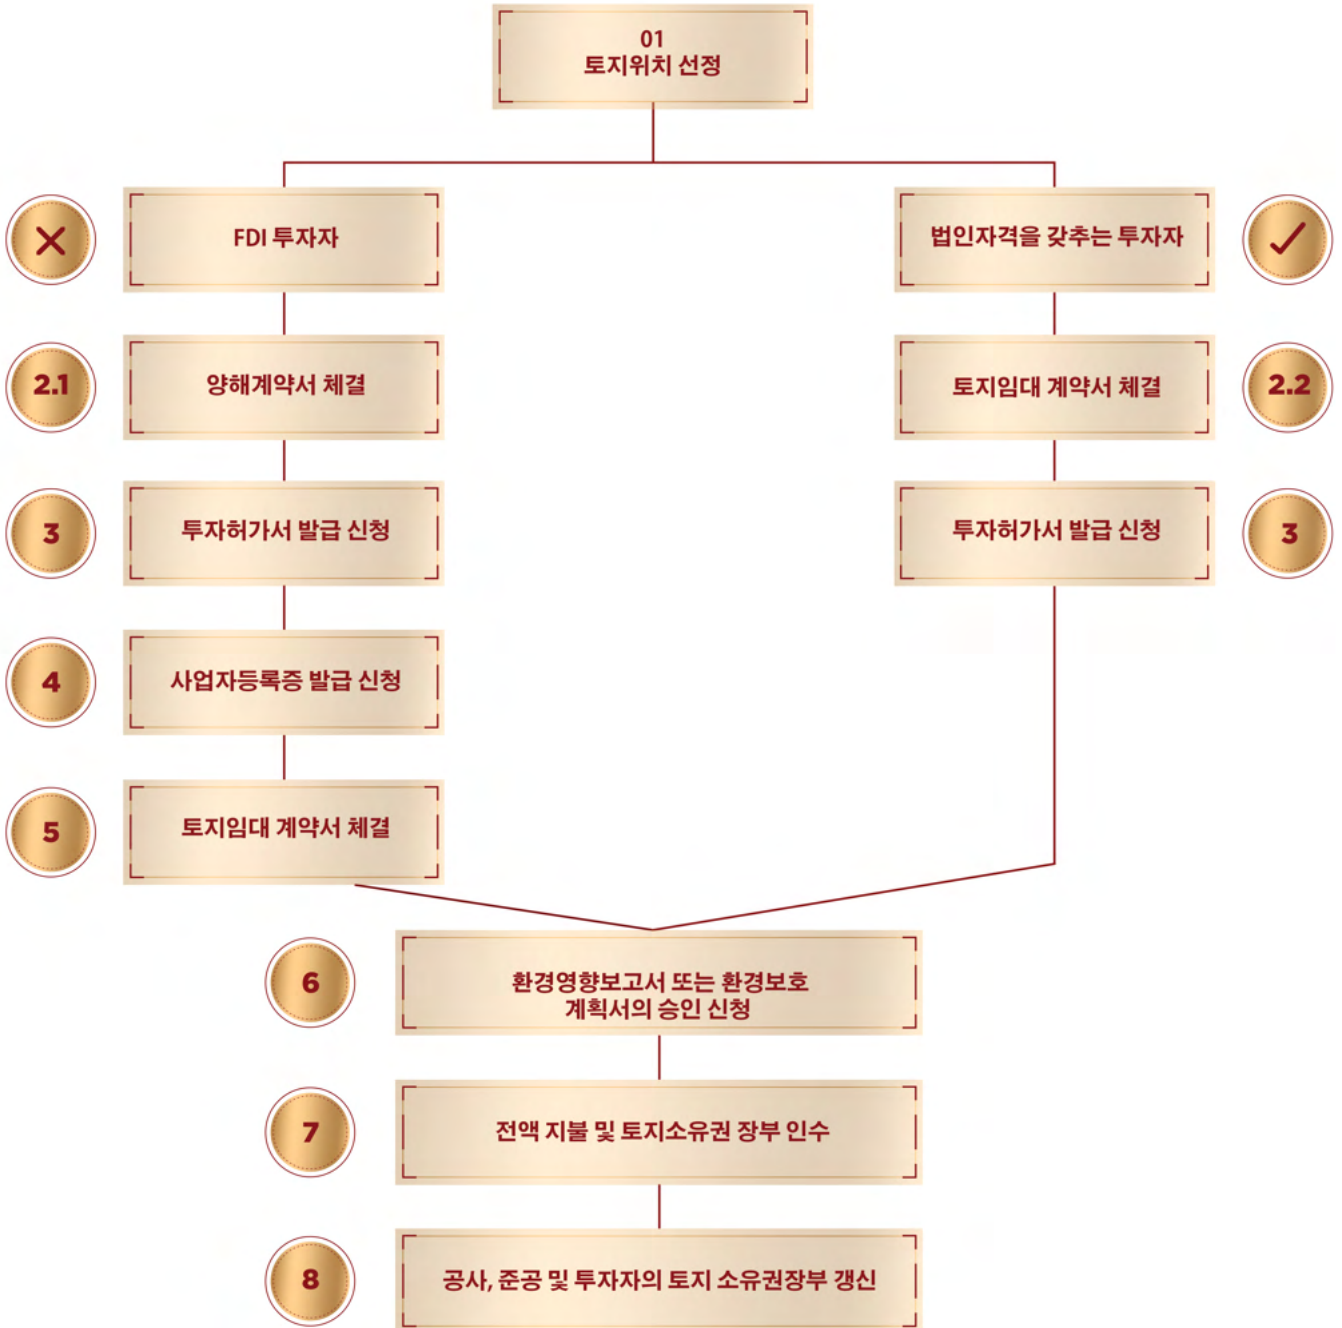 01
토지위치 선정
FDI 투자자
법인자격을 갖추는 투자자
2.1
양해계약서 체결
토지임대 계약서 체결
2.2
3
투자허가서 발급 신청
투자허가서 발급 신청
3
4
사업자등록증 발급 신청
5
토지임대 계약서 체결
6
환경영향보고서 또는 환경보호
계획서의 승인 신청
7
전액 지불 및 토지소유권 장부 인수
8
공사, 준공 및 투자자의 토지 소유권장부 갱신